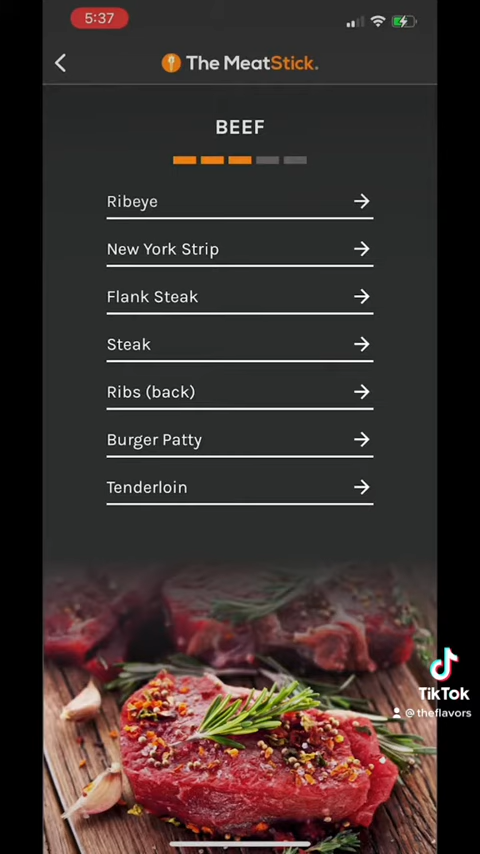 5:37
The MeatStick.
BEEF
Ribeye
New York Strip
Flank Steak
Steak
Ribs (back)
Burger Patty
Tenderloin
TikTok
@theflavors